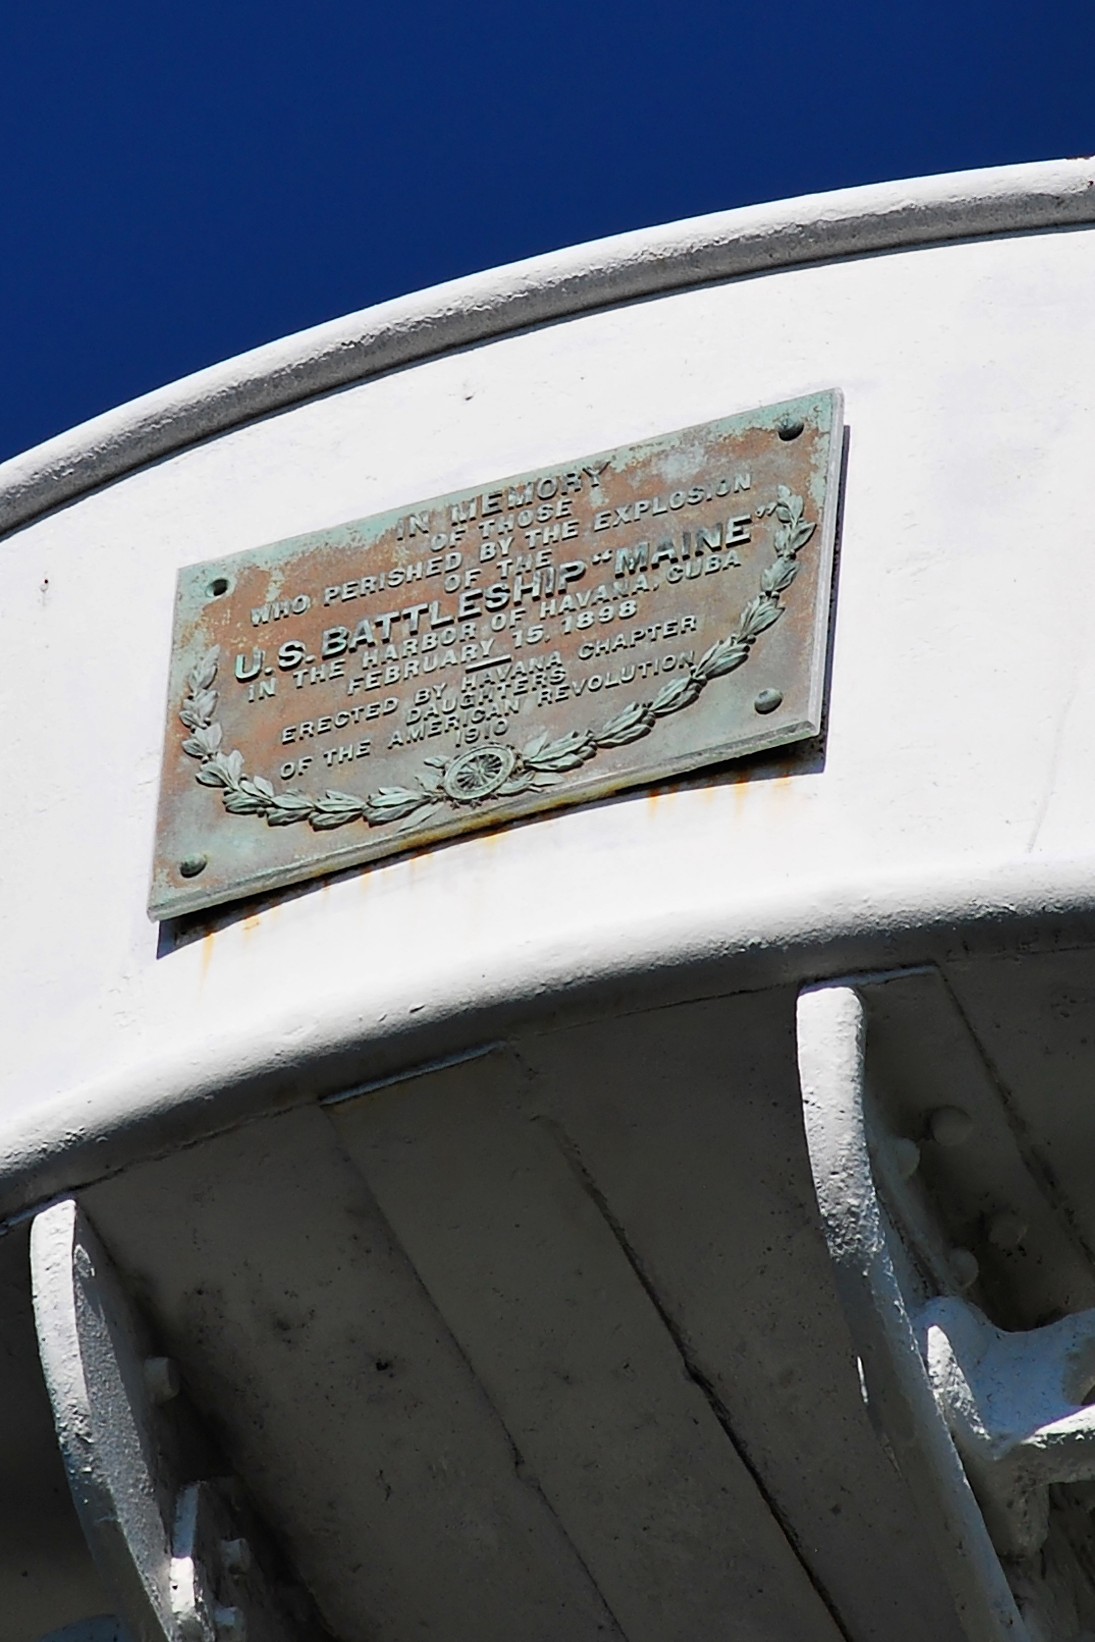 IN MEMORY
OF THOSE
WHO PERISHED BY THE EXPLOSION
OF THE
U.S. BATTLESHIP "MAINE"
IN THE HARBOR OF HAVANA, CUBA
FEBRUARY 15, 1898
ERECTED BY HAVANA CHAPTER
DAUGHTERS
OF THE AMERICAN REVOLUTION
1910